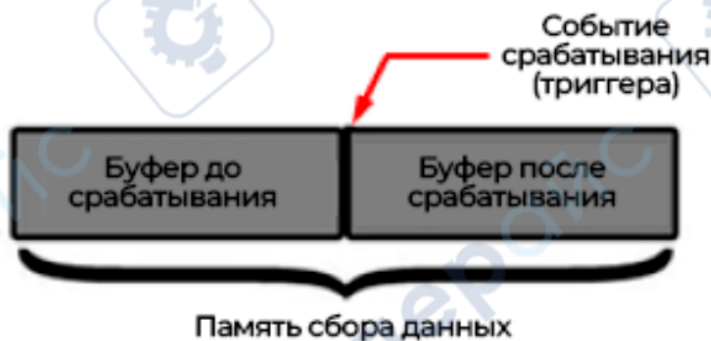 Событие
срабатывания
(триггера)
Буфер до
срабатывания
Буфер после
срабатывания
Память сбора данных